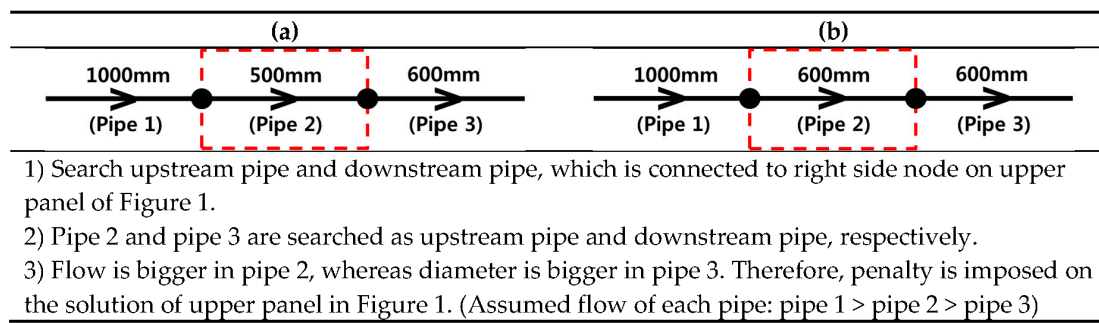 (a) (b)
1000mm 500mm 600mm 1000mm 600mm 600mm
(Pipe 1) (Pipe 2) (Pipe 3) (Pipe 1) (Pipe 2) (Pipe 3)
1) Search upstream pipe and downstream pipe, which is connected to right side node on upper
panel of Figure 1.
2) Pipe 2 and pipe 3 are searched as upstream pipe and downstream pipe, respectively.
3) Flow is bigger in pipe 2, whereas diameter is bigger in pipe 3. Therefore, penalty is imposed on
the solution of upper panel in Figure 1. (Assumed flow of each pipe: pipe 1 > pipe 2 > pipe 3)